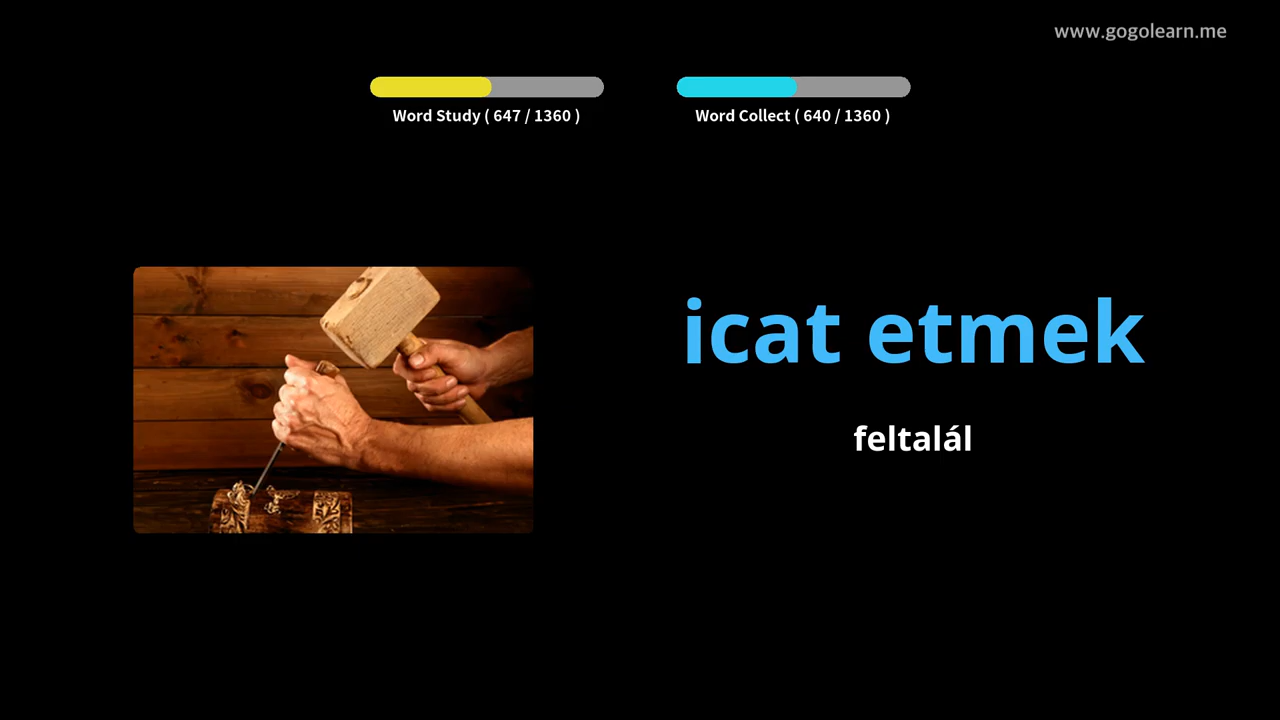 www.gogolearn.me
Word Study ( 647 / 1360 )
Word Collect ( 640 / 1360 )
icat etmek
feltalál